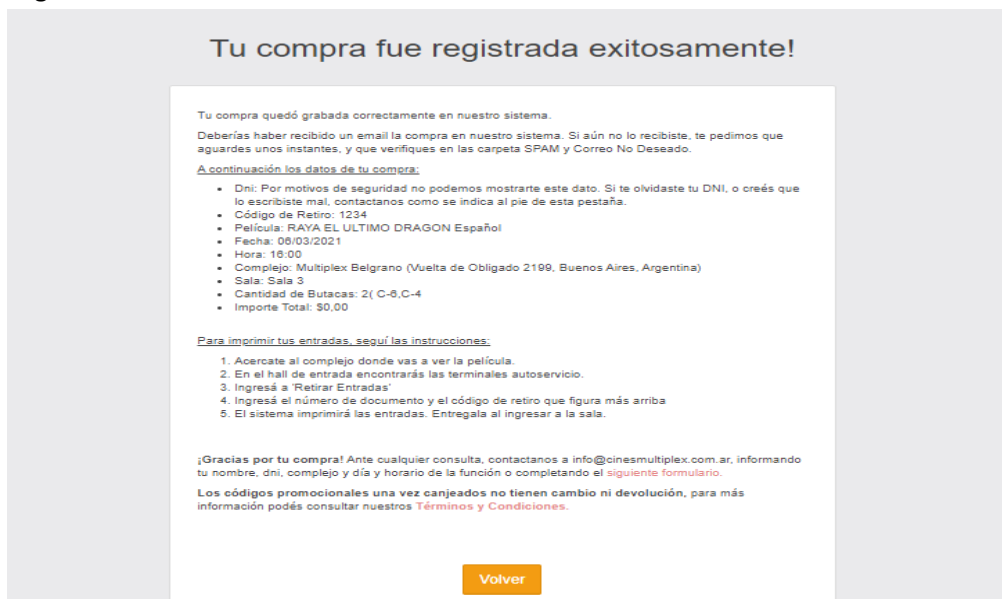 Tu compra fue registrada exitosamente!
Tu compra quedó grabada correctamente en nuestro sistema.
Deberías haber recibido un email la compra en nuestro sistema. Si aún no lo recibiste, te pedimos que
aguardes unos instantes, y que verifiques en las carpeta SPAM y Correo No Deseado.
A continuación los datos de tu compra:
• Dni: Por motivos de seguridad no podemos mostrarte este dato. Si te olvidaste tu DNI, o creés que
lo escribiste mal, contactanos como se indica al pie de esta pestaña.
• Código de Retiro: 1234
• Película: RAYA EL ULTIMO DRAGON Español
• Fecha: 06/03/2021
• Hora: 16:00
• Complejo: Multiplex Belgrano (Vuelta de Obligado 2199, Buenos Aires, Argentina)
• Sala: Sala 3
• Cantidad de Butacas: 2( C-6,C-4
• Importe Total: $0,00
Para imprimir tus entradas, seguí las instrucciones:
1. Acercate al complejo donde vas a ver la película.
2. En el hall de entrada encontrarás las terminales autoservicio.
3. Ingresá a 'Retirar Entradas'
4. Ingresá el número de documento y el código de retiro que figura más arriba
5. El sistema imprimirá las entradas. Entregala al ingresar a la sala.
¡Gracias por tu compra! Ante cualquier consulta, contactanos a info@cinesmultiplex.com.ar, informando
tu nombre, dni, complejo y día y horario de la función o completando el siguiente formulario.
Los códigos promocionales una vez canjeados no tienen cambio ni devolución, para más
información podés consultar nuestros Términos y Condiciones.
Volver